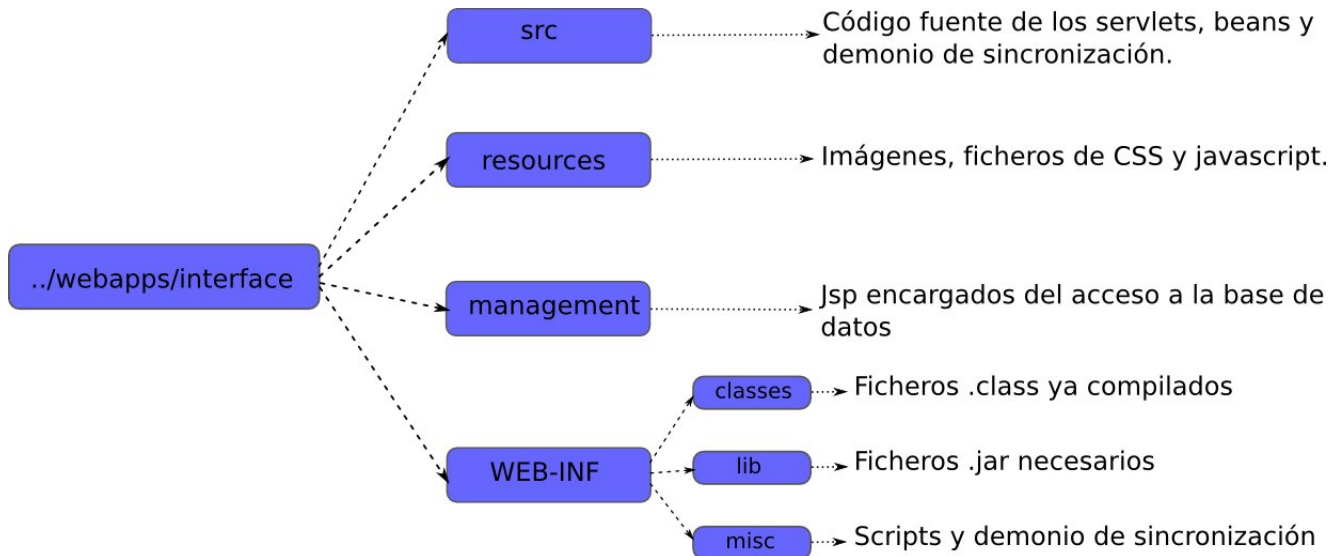 src
Código fuente de los servlets, beans y
demonio de sincronización.
resources
Imágenes, ficheros de CSS y javascript.
../webapps/interface
management
Jsp encargados del acceso a la base de
datos
classes
Ficheros .class ya compilados
WEB-INF
lib
Ficheros .jar necesarios
misc
Scripts y demonio de sincronización